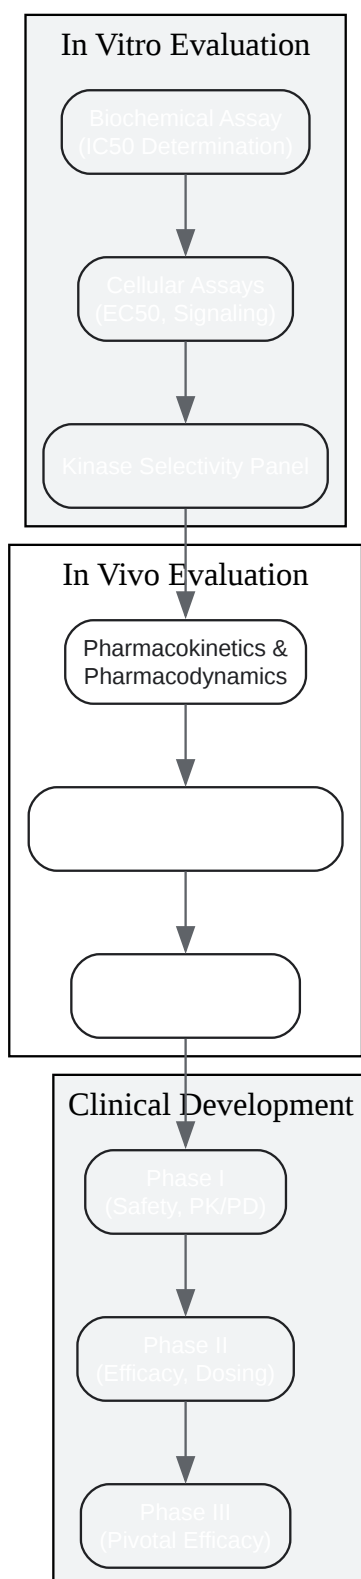 In Vitro Evaluation
Biochemical Assay
(IC50 Determination)
Cellular Assays
(EC50, Signaling)
Kinase Selectivity Panel
In Vivo Evaluation
Pharmacokinetics &
Pharmacodynamics
Clinical Development
Phase I
(Safety, PK/PD)
Phase II
(Efficacy, Dosing)
Phase III
(Pivotal Efficacy)